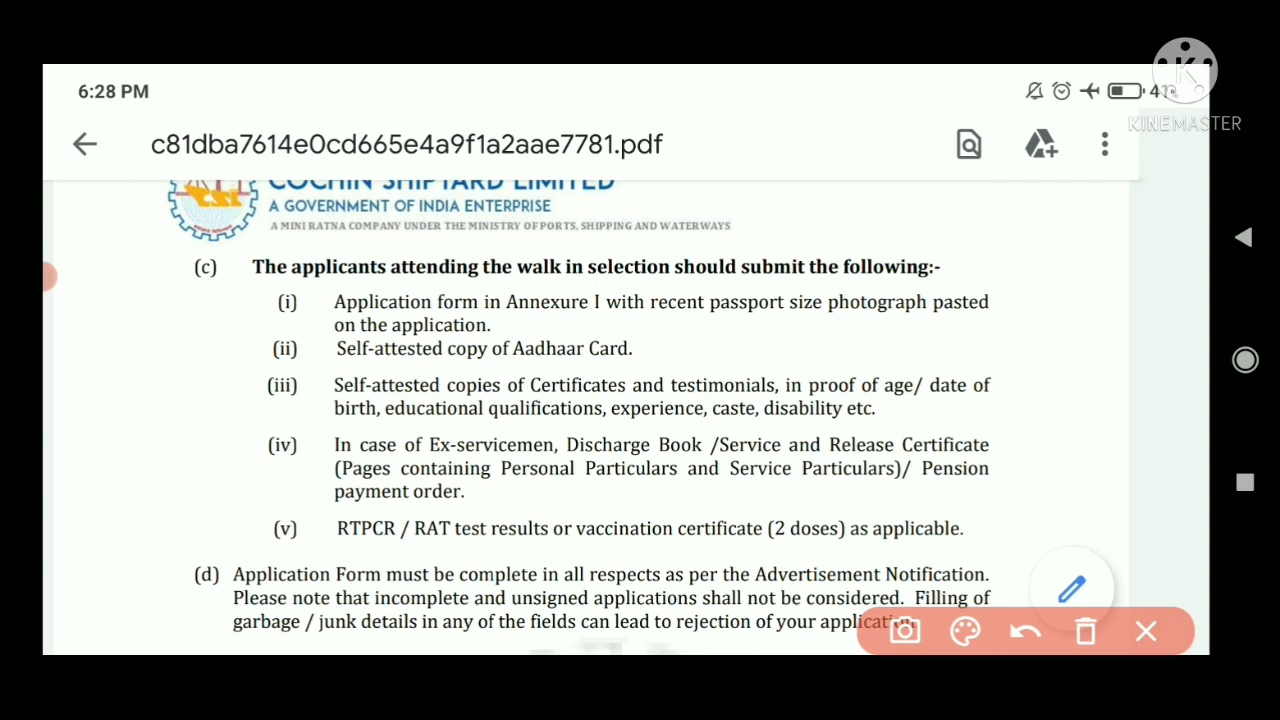 6:28 PM
KINEMASTER
c81dba7614e0cd665e4a9f1a2aae7781.pdf
COCHIN SHIPYARD LIMITED
A GOVERNMENT OF INDIA ENTERPRISE
A MINI RATNA COMPANY UNDER THE MINISTRY OF PORTS, SHIPPING AND WATERWAYS
(c) The applicants attending the walk in selection should submit the following:-
(i) Application form in Annexure I with recent passport size photograph pasted
on the application.
(ii) Self-attested copy of Aadhaar Card.
(iii) Self-attested copies of Certificates and testimonials, in proof of age/ date of
birth, educational qualifications, experience, caste, disability etc.
(iv) In case of Ex-servicemen, Discharge Book /Service and Release Certificate
(Pages containing Personal Particulars and Service Particulars)/ Pension
payment order.
(v) RTPCR / RAT test results or vaccination certificate (2 doses) as applicable.
(d) Application Form must be complete in all respects as per the Advertisement Notification.
Please note that incomplete and unsigned applications shall not be considered. Filling of
garbage / junk details in any of the fields can lead to rejection of your application